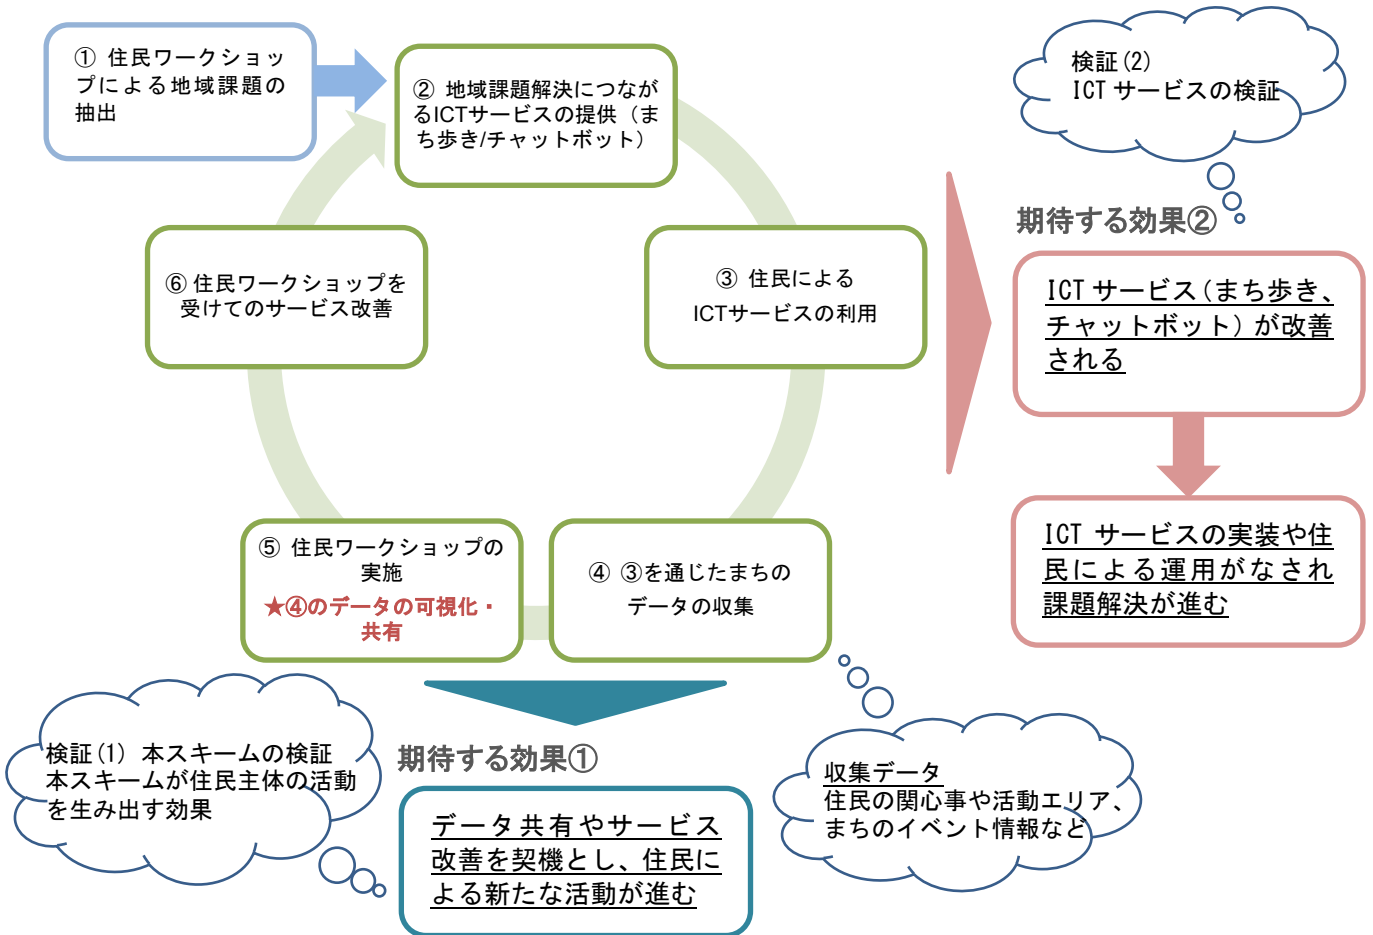 ① 住民ワークショッ
プによる地域課題の
抽出
② 地域課題解決につなが
るICTサービスの提供（ま
ち歩き/チャットボット）
③ 住民による
ICTサービスの利用
④ ③を通じたまちの
データの収集
⑤ 住民ワークショップの
実施
★④のデータの可視化・
共有
⑥ 住民ワークショップを
受けてのサービス改善
検証(2)
ICT サービスの検証
期待する効果②
ICT サービス(まち歩き、
チャットボット) が改善
される
ICT サービスの実装や住
民による運用がなされ
課題解決が進む
検証(1) 本スキームの検証
本スキームが住民主体の活動
を生み出す効果
期待する効果①
データ共有やサービス
改善を契機とし、住民に
よる新たな活動が進む
収集データ
住民の関心事や活動エリア、
まちのイベント情報など